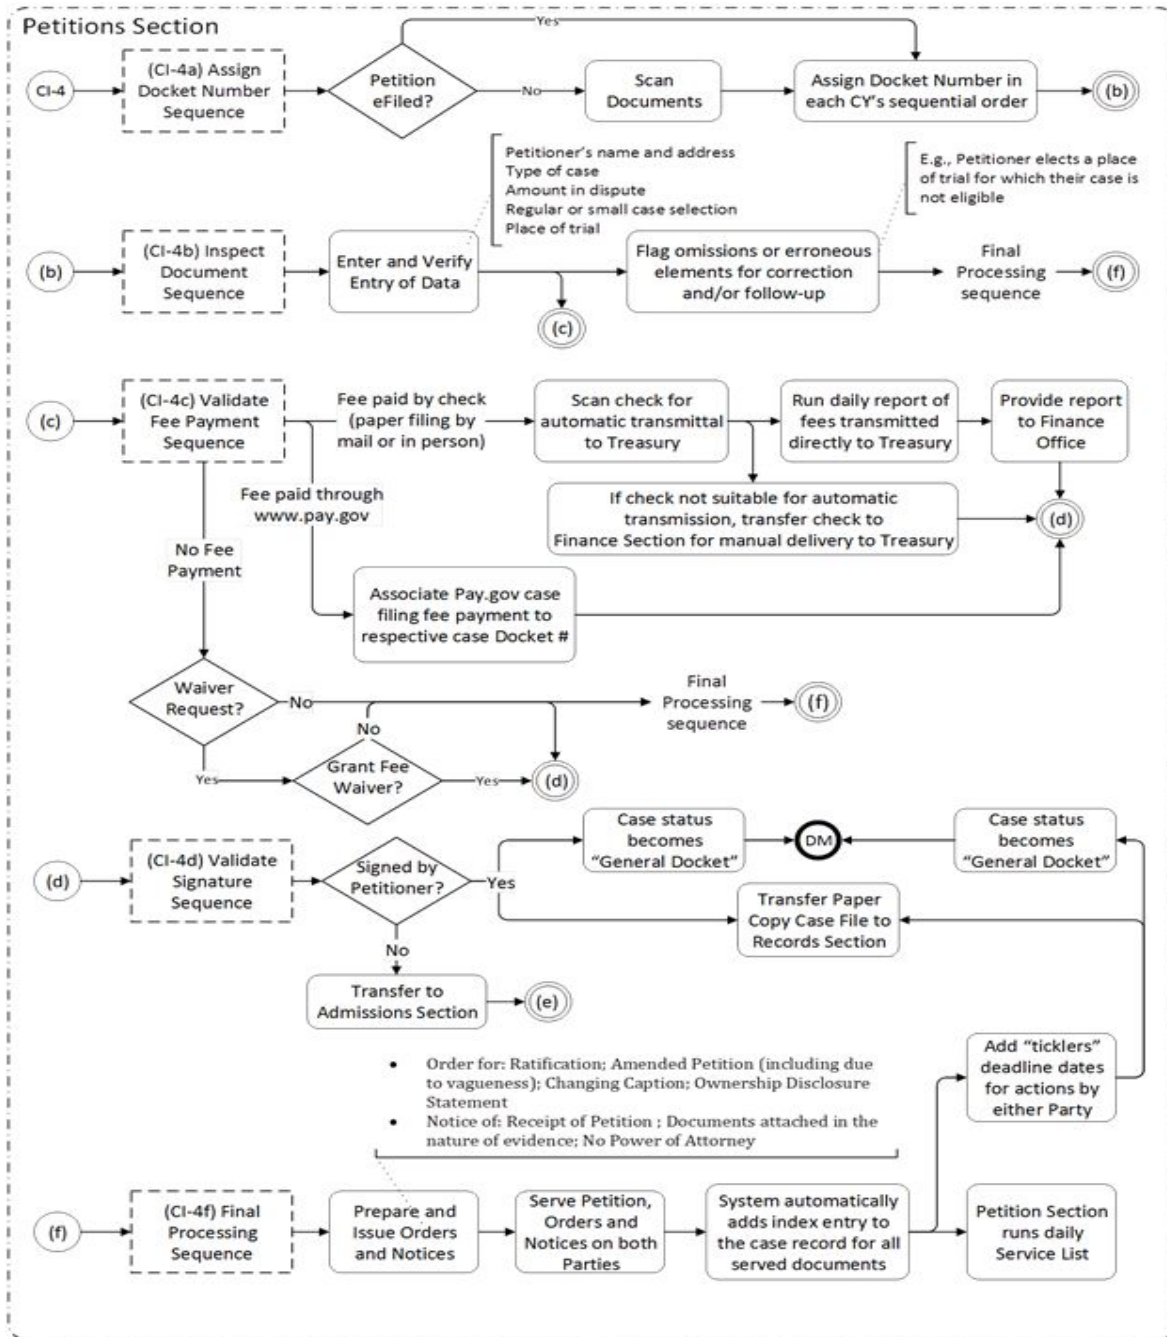 Petitions Section
Yes
CI-4
(CI-4a) Assign
Docket Number
Sequence
Petition
eFiled?
No
Scan
Documents
Assign Docket Number in
each CY's sequential order
(b)
Petitioner's name and address
Type of case
Amount in dispute
Regular or small case selection
Place of trial
E.g., Petitioner elects a place
of trial for which their case is
not eligible
(b)
(CI-4b) Inspect
Document
Sequence
Enter and Verify
Entry of Data
(c)
Flag omissions or erroneous
elements for correction
and/or follow-up
Final
Processing
sequence
(f)
(c)
(CI-4c) Validate
Fee Payment
Sequence
Fee paid by check
(paper filing by
mail or in person)
Scan check for
automatic transmittal
to Treasury
Run daily report of
fees transmitted
directly to Treasury
Provide report
to Finance
Office
Fee paid through
www.pay.gov
If check not suitable for automatic
transmission, transfer check to
Finance Section for manual delivery to Treasury
(d)
No Fee
Payment
Associate Pay.gov case
filing fee payment to
respective case Docket #
Waiver
Request?
No
Final
Processing
sequence
(f)
No
Yes
Grant Fee
Waiver?
Yes
(d)
(d)
(CI-4d) Validate
Signature
Sequence
Signed by
Petitioner?
Yes
Case status
becomes
"General Docket"
DM
Case status
becomes
"General Docket"
Transfer Paper
Copy Case File to
Records Section
No
Transfer to
Admissions Section
(e)
• Order for: Ratification; Amended Petition (including due
to vagueness); Changing Caption; Ownership Disclosure
Statement
• Notice of: Receipt of Petition ; Documents attached in the
nature of evidence; No Power of Attorney
Add "ticklers"
deadline dates
for actions by
either Party
(f)
(CI-4f) Final
Processing
Sequence
Prepare and
Issue Orders
and Notices
Serve Petition,
Orders and
Notices on both
Parties
System automatically
adds index entry to
the case record for all
served documents
Petition Section
runs daily
Service List